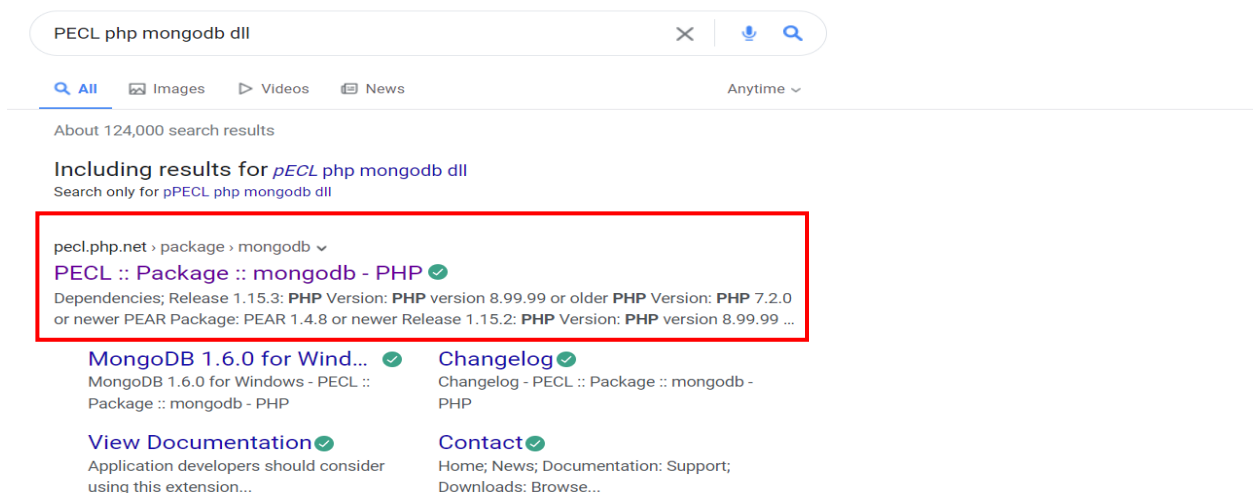 PECL php mongodb dll
All Images Videos News Anytime
About 124,000 search results
Including results for pECL php mongodb dll
Search only for pPECL php mongodb dll
pecl.php.net › package › mongodb
PECL :: Package :: mongodb - PHP
Dependencies; Release 1.15.3: PHP Version: PHP version 8.99.99 or older PHP Version: PHP 7.2.0
or newer PEAR Package: PEAR 1.4.8 or newer Release 1.15.2: PHP Version: PHP version 8.99.99 ...
MongoDB 1.6.0 for Wind...
MongoDB 1.6.0 for Windows - PECL ::
Package :: mongodb - PHP
Changelog
Changelog - PECL :: Package :: mongodb -
PHP
View Documentation
Application developers should consider
using this extension...
Contact
Home; News; Documentation: Support;
Downloads: Browse...